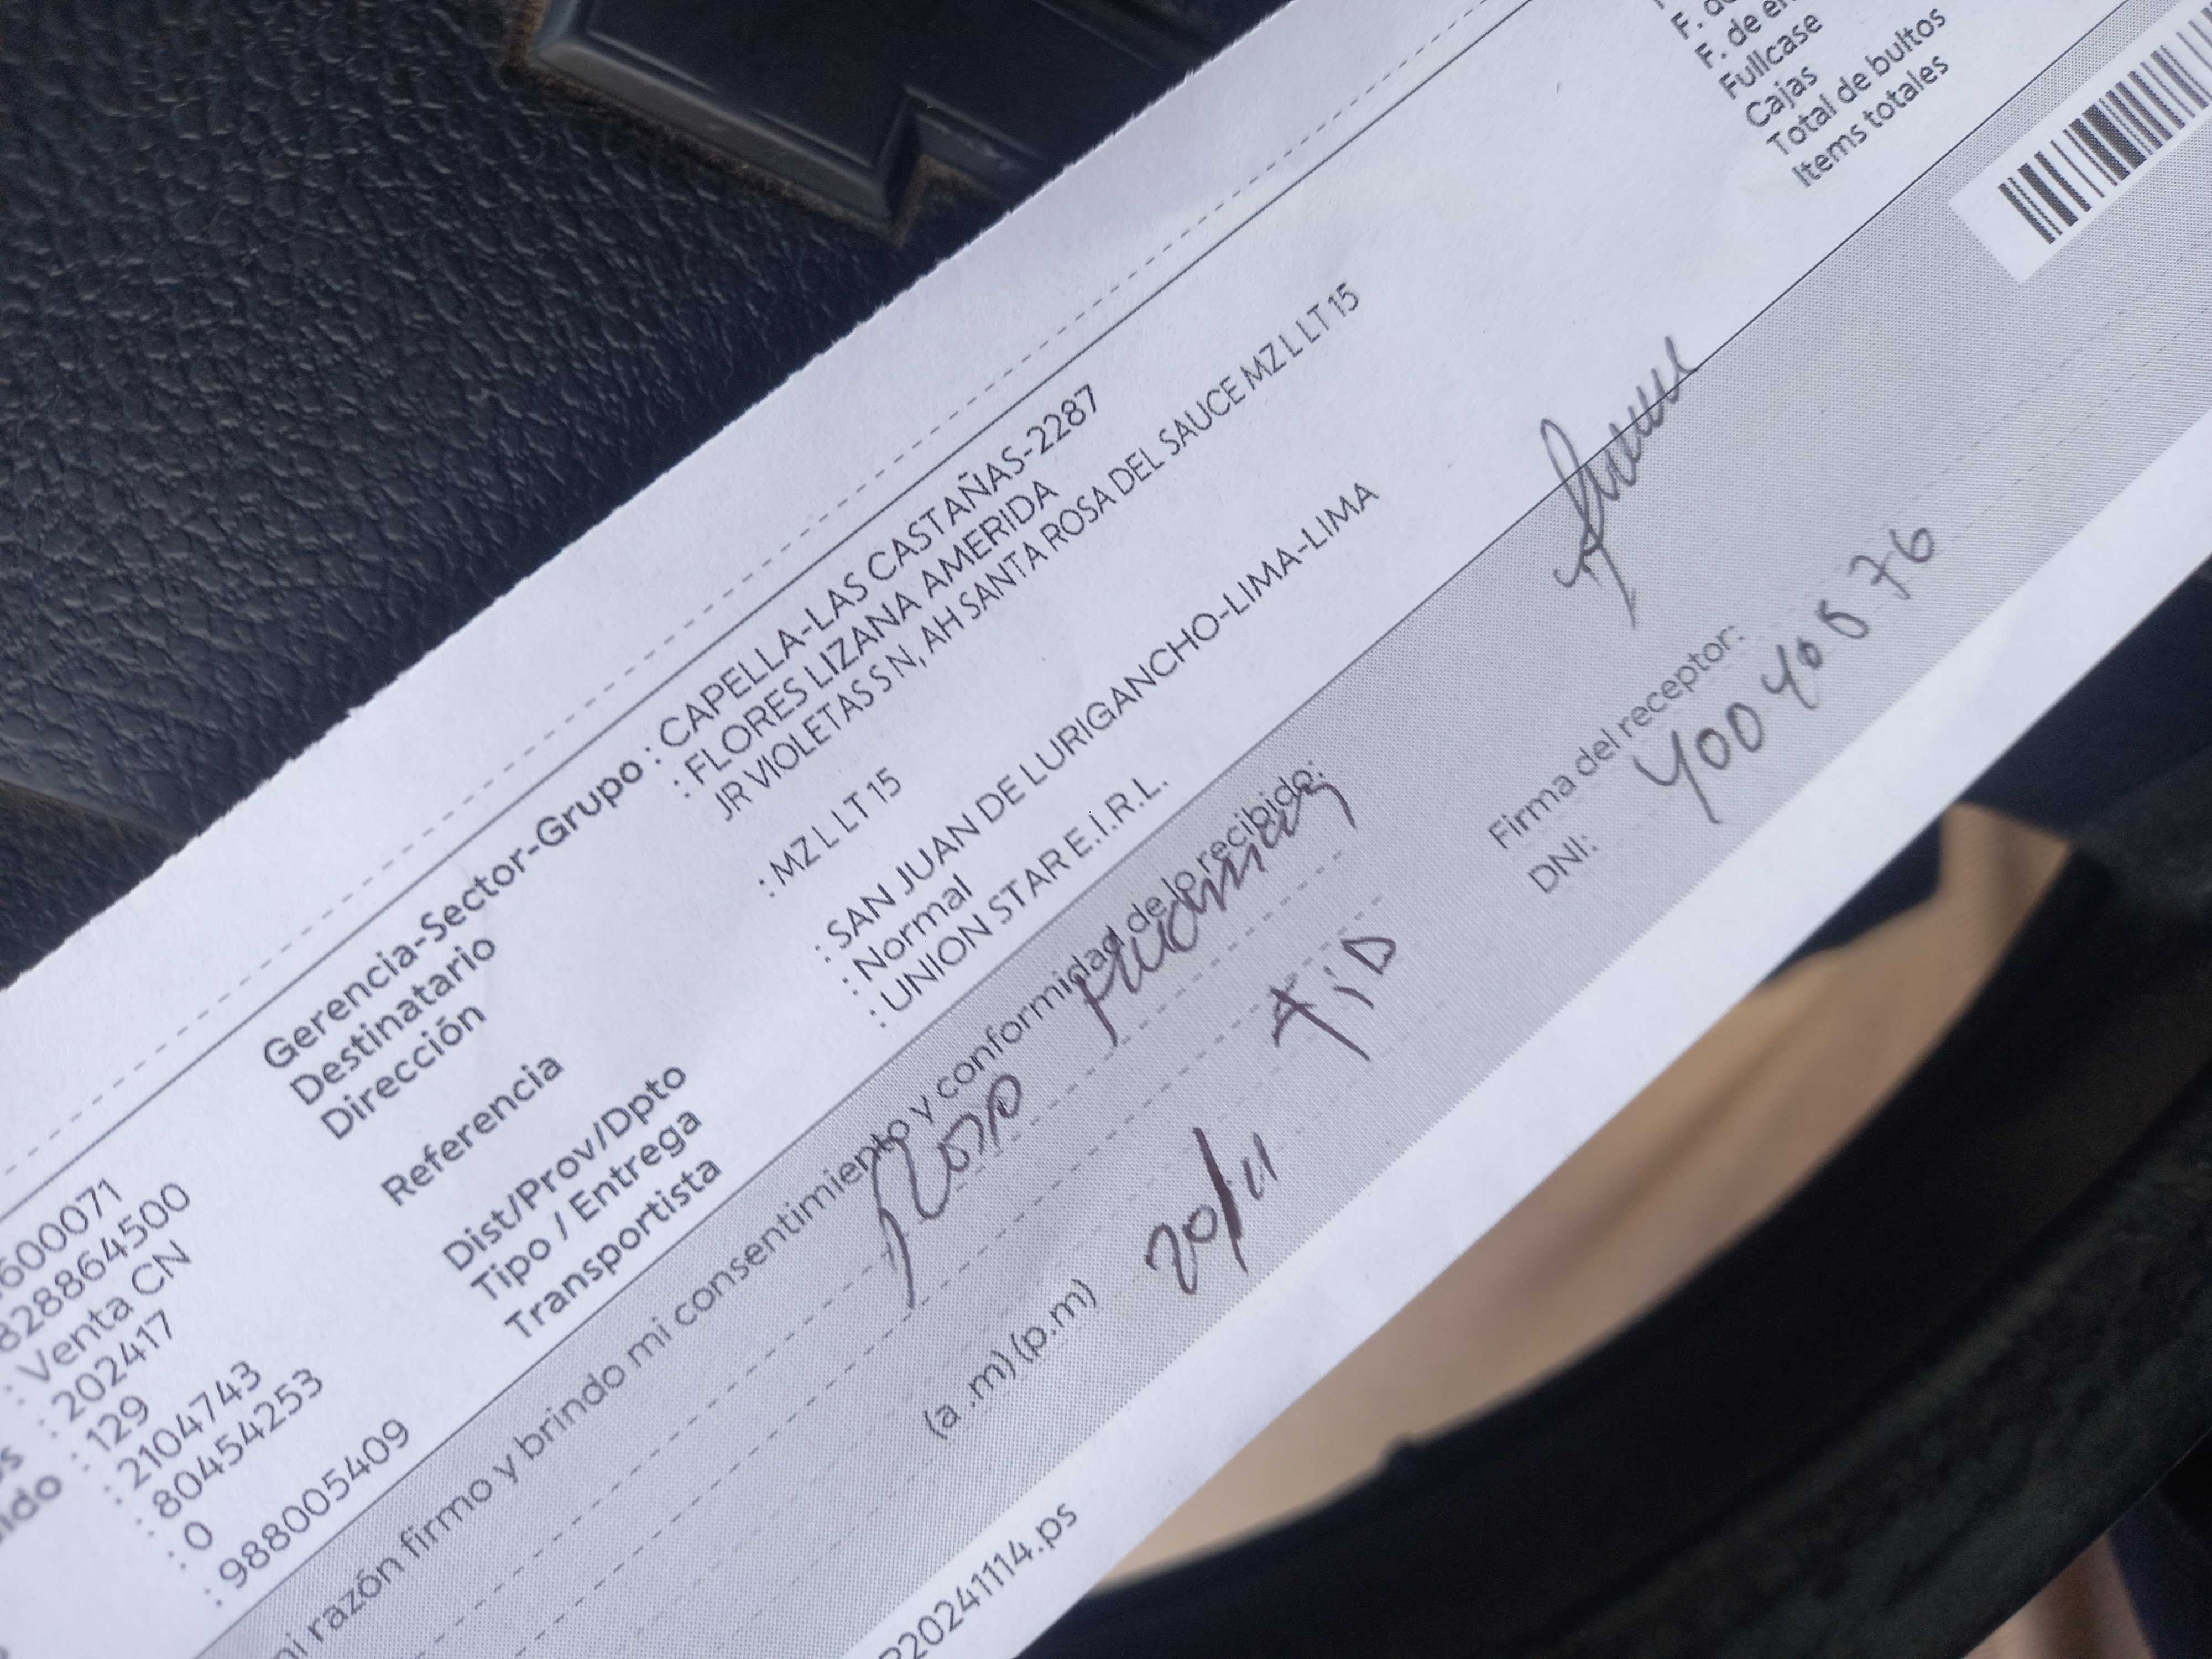 600071
828864500
: Venta CN
: 202417
: 129
: 2104743
: 80454253
: 0
: 988005409
Gerencia-Sector-Grupo : CAPELLA-LAS CASTAÑAS-2287
Destinatario : FLORES LIZANA AMERIDA
Dirección JR VIOLETAS S N, AH SANTA ROSA DEL SAUCE MZ L LT 15
Referencia : MZ L LT 15
Dist/Prov/Dpto : SAN JUAN DE LURIGANCHO-LIMA-LIMA
Tipo / Entrega : Normal
Transportista : UNION STAR E.I.R.L.
Fullcase
Cajas
Total de bultos
Items totales
mi razón firmo y brindo mi consentimiento y conformidad de lo recibido:
(a .m) (p.m)
20/11
Firma del receptor:
DNI:
P20241114.ps